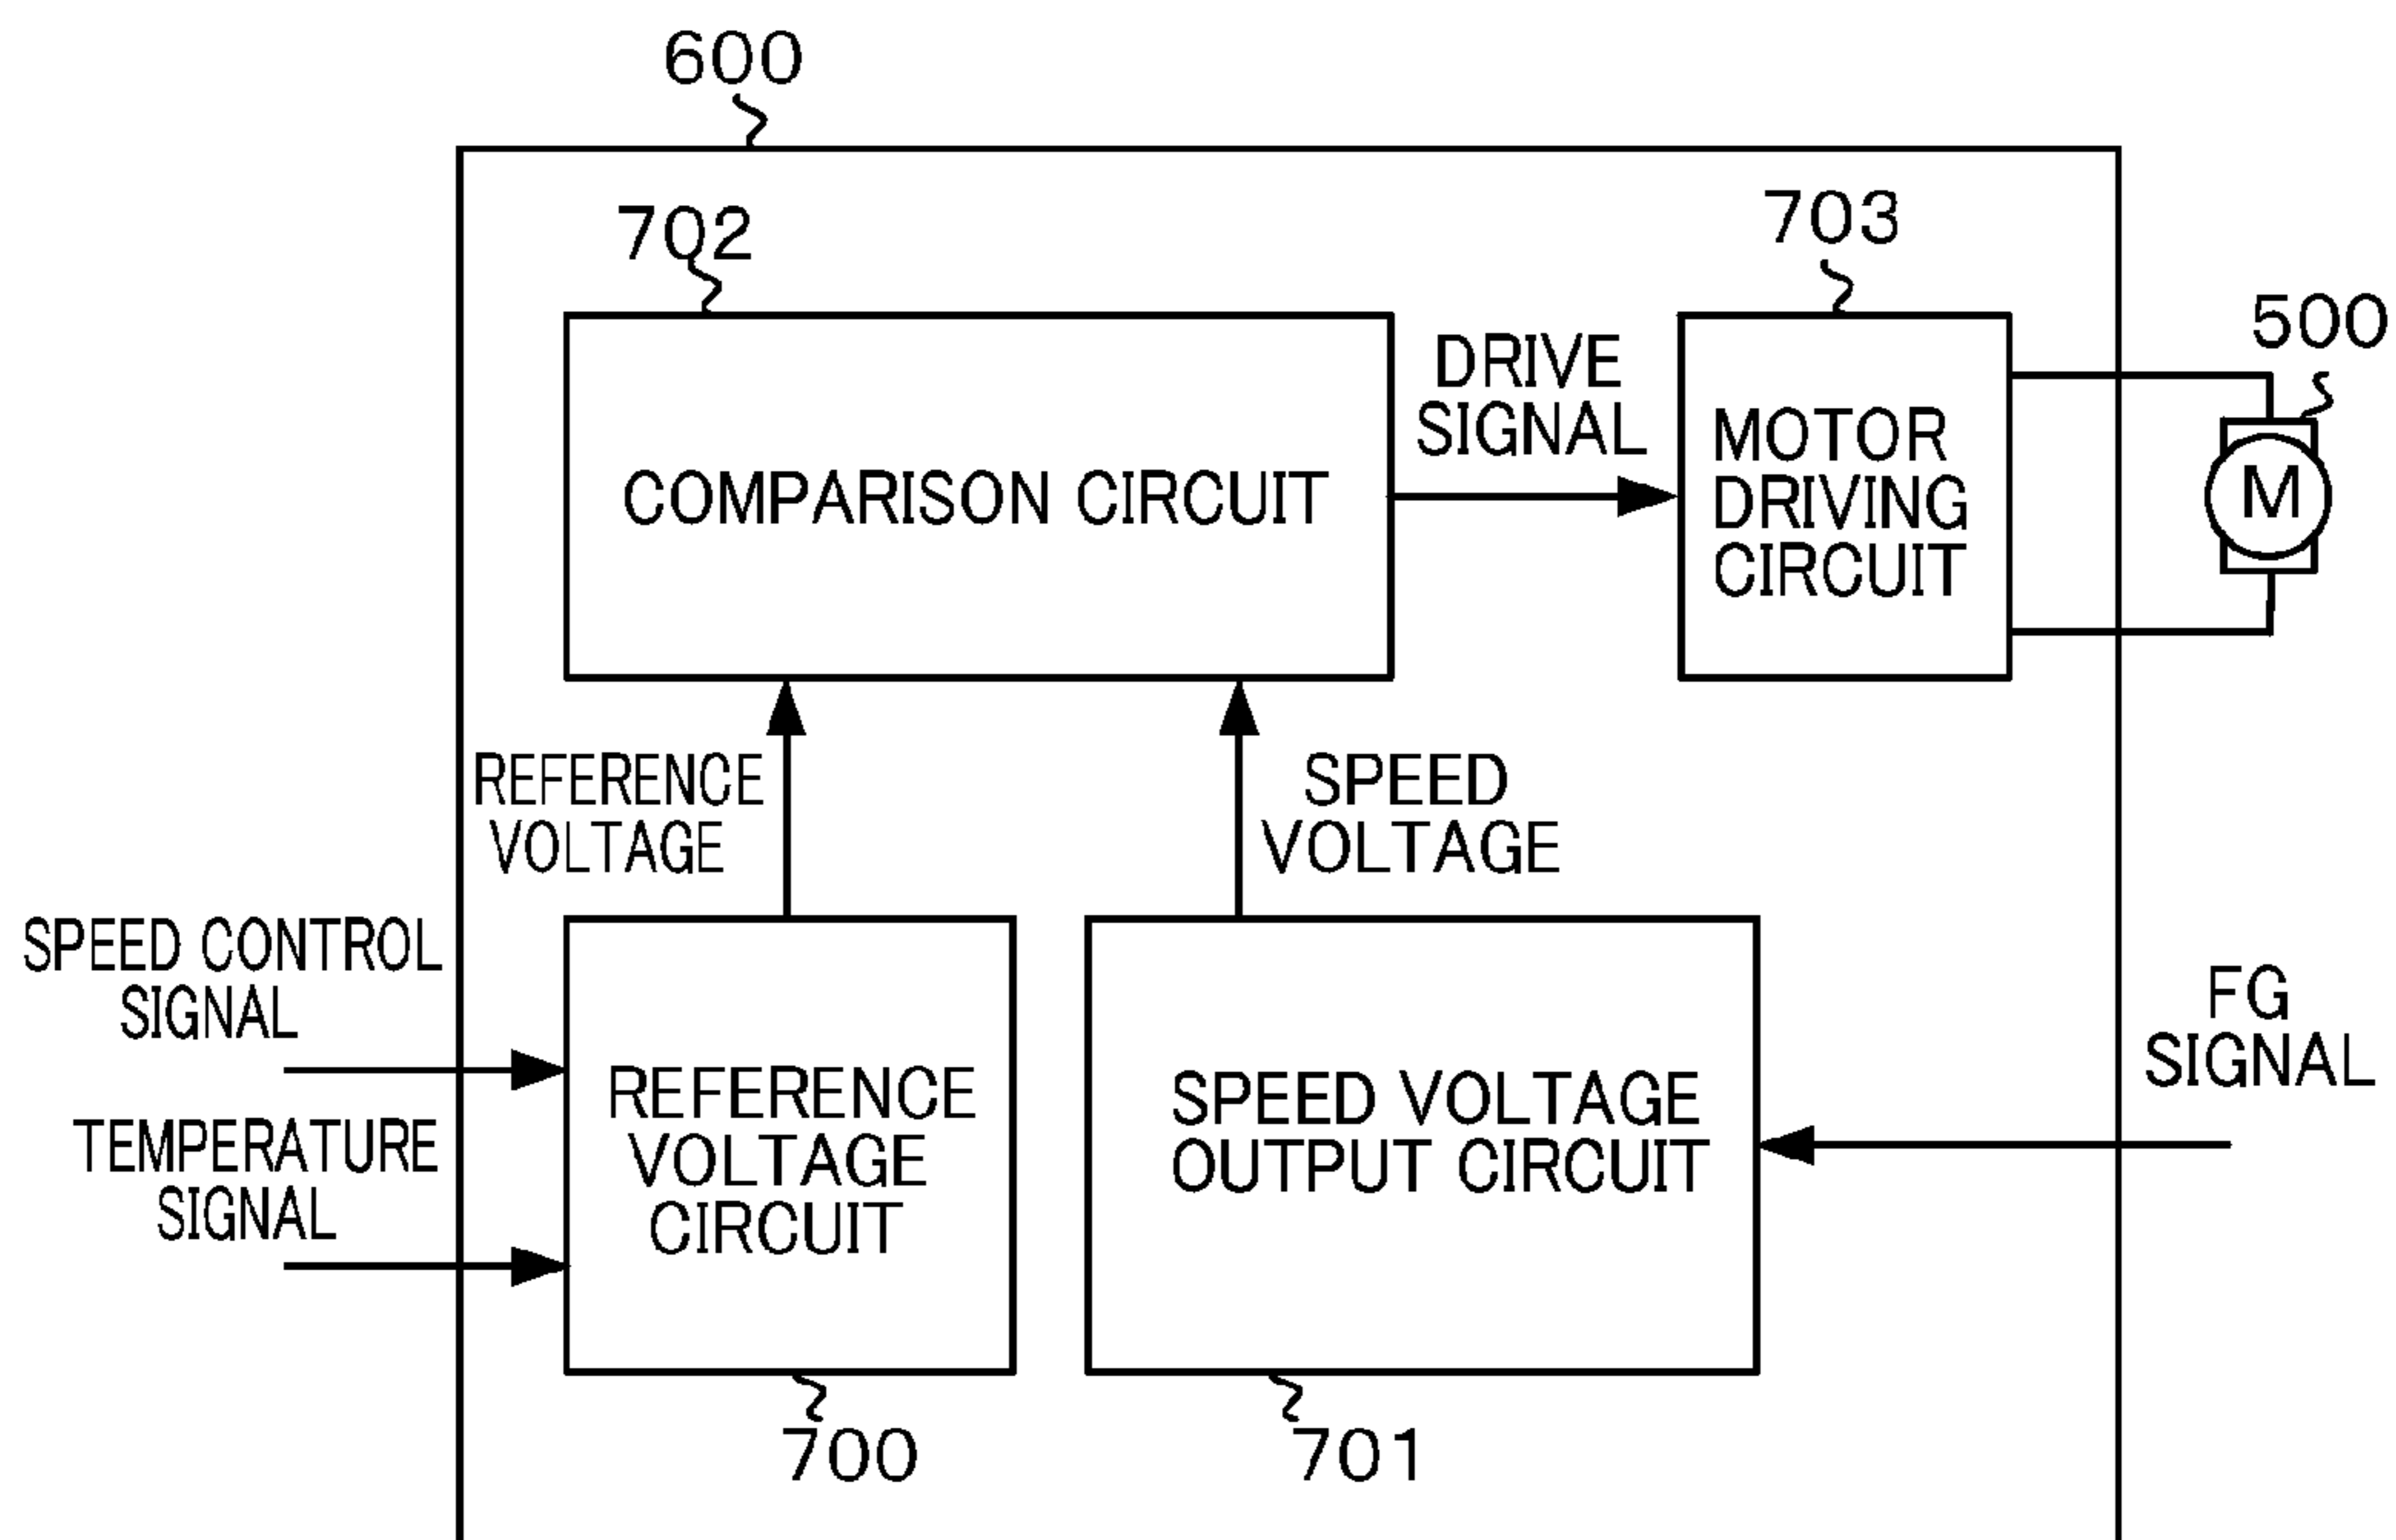 600
702
703
500
COMPARISON CIRCUIT
DRIVE
SIGNAL
MOTOR
DRIVING
CIRCUIT
M
REFERENCE
VOLTAGE
SPEED
VOLTAGE
SPEED CONTROL
SIGNAL
TEMPERATURE
SIGNAL
REFERENCE
VOLTAGE
CIRCUIT
SPEED VOLTAGE
OUTPUT CIRCUIT
FG
SIGNAL
700
701